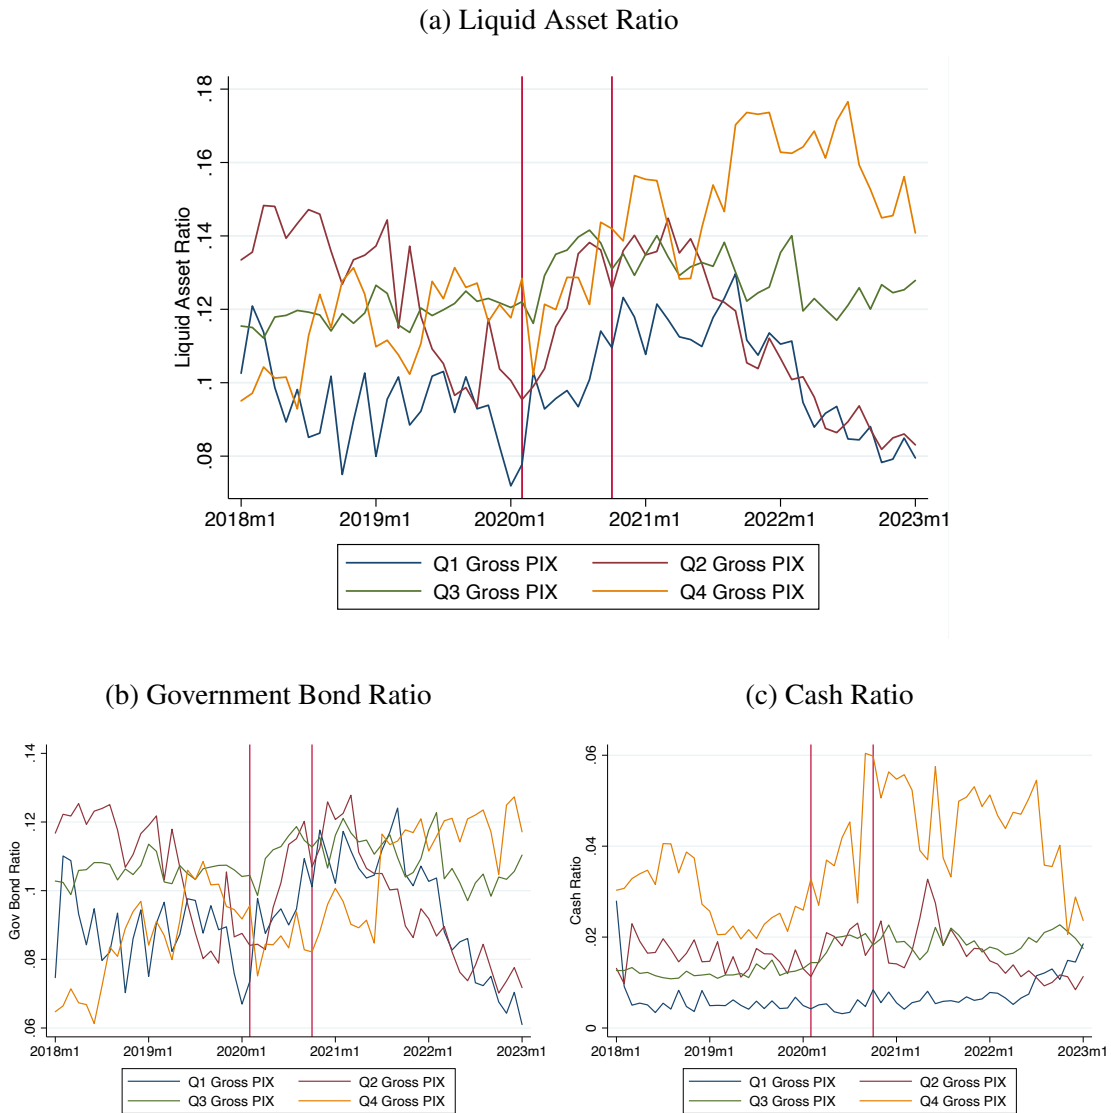 (a) Liquid Asset Ratio
Liquid Asset Ratio
.18
.16
.14
.12
.1
.08
2018m1 2019m1 2020m1 2021m1 2022m1 2023m1
Q1 Gross PIX Q2 Gross PIX
Q3 Gross PIX Q4 Gross PIX
(b) Government Bond Ratio
Gov Bond Ratio
.14
.12
.1
.08
.06
2018m1 2019m1 2020m1 2021m1 2022m1 2023m1
Q1 Gross PIX Q2 Gross PIX
Q3 Gross PIX Q4 Gross PIX
(c) Cash Ratio
Cash Ratio
.06
.04
.02
0
2018m1 2019m1 2020m1 2021m1 2022m1 2023m1
Q1 Gross PIX Q2 Gross PIX
Q3 Gross PIX Q4 Gross PIX